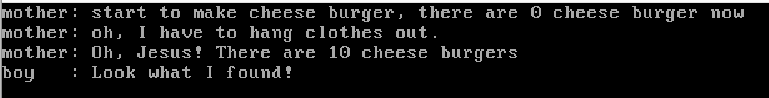 mother: start to make cheese burger, there are 0 cheese burger now
mother: oh, I have to hang clothes out.
mother: Oh, Jesus! There are 10 cheese burgers
boy   : Look what I found!